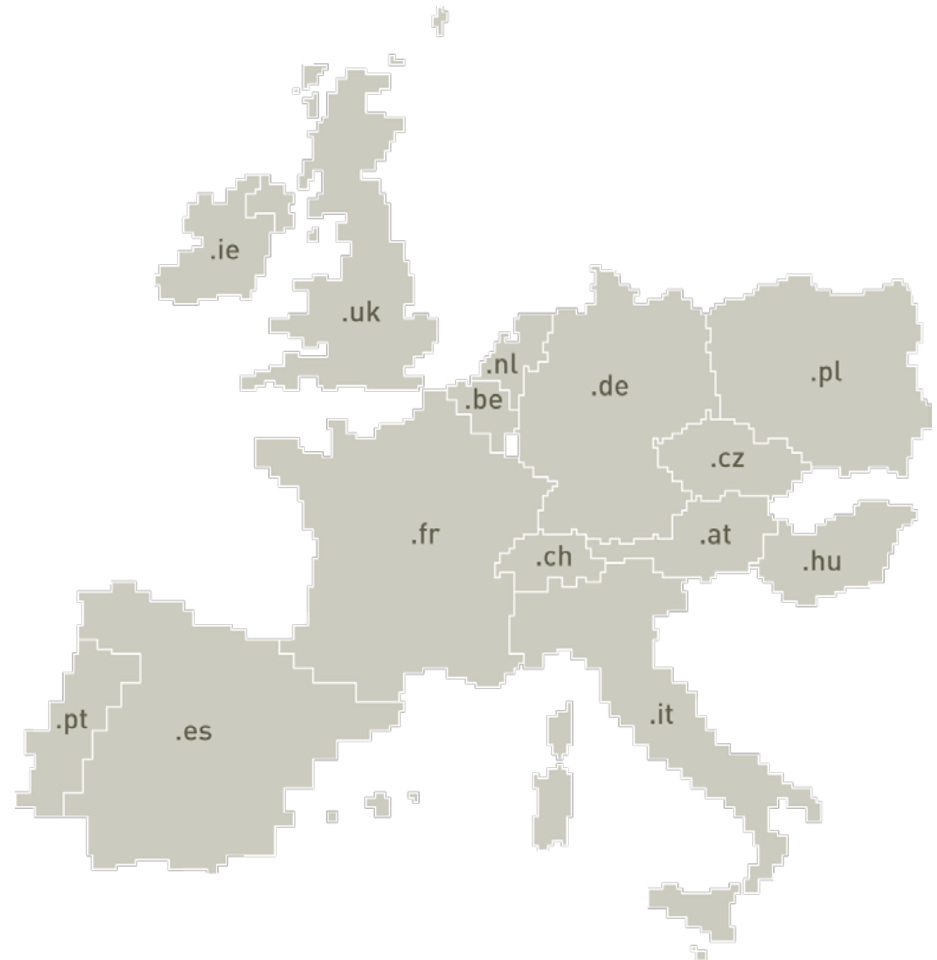 .ie
.uk
.nl
.pl
.de
.be
.cz
.fr
.at
.ch
.hu
.it
.pt
.es